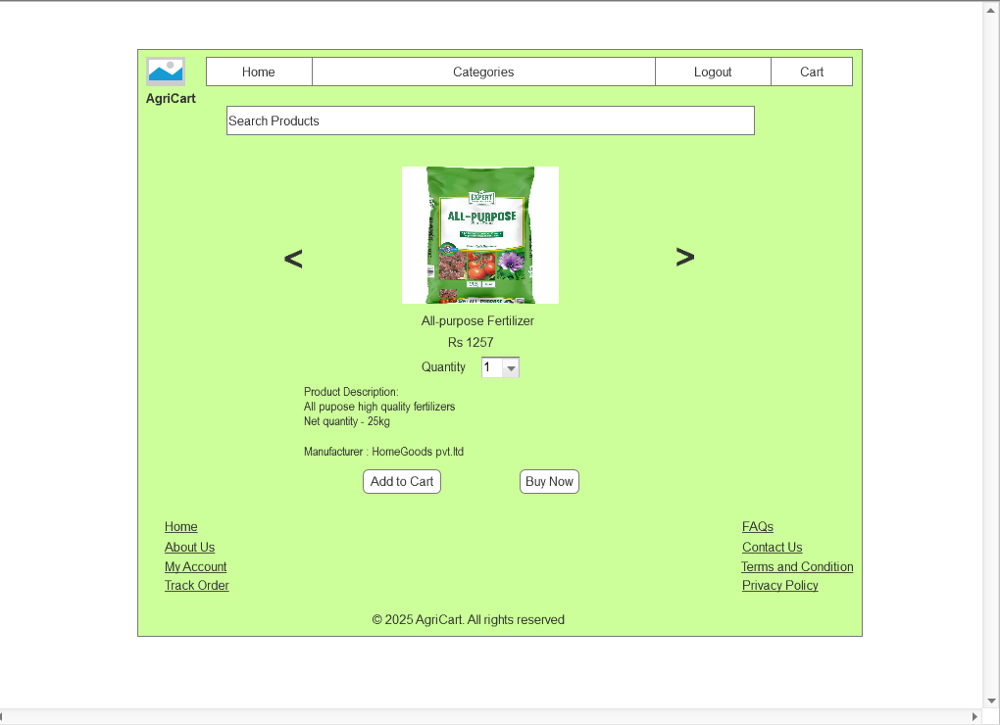 Home Categories Logout Cart
AgriCart
Search Products
EXPERT
ALL-PURPOSE
< >
All-purpose Fertilizer
Rs 1257
Quantity 1
Product Description:
All pupose high quality fertilizers
Net quantity - 25kg
Manufacturer : HomeGoods pvt.ltd
Add to Cart Buy Now
Home FAQs
About Us Contact Us
My Account Terms and Condition
Track Order Privacy Policy
© 2025 AgriCart. All rights reserved